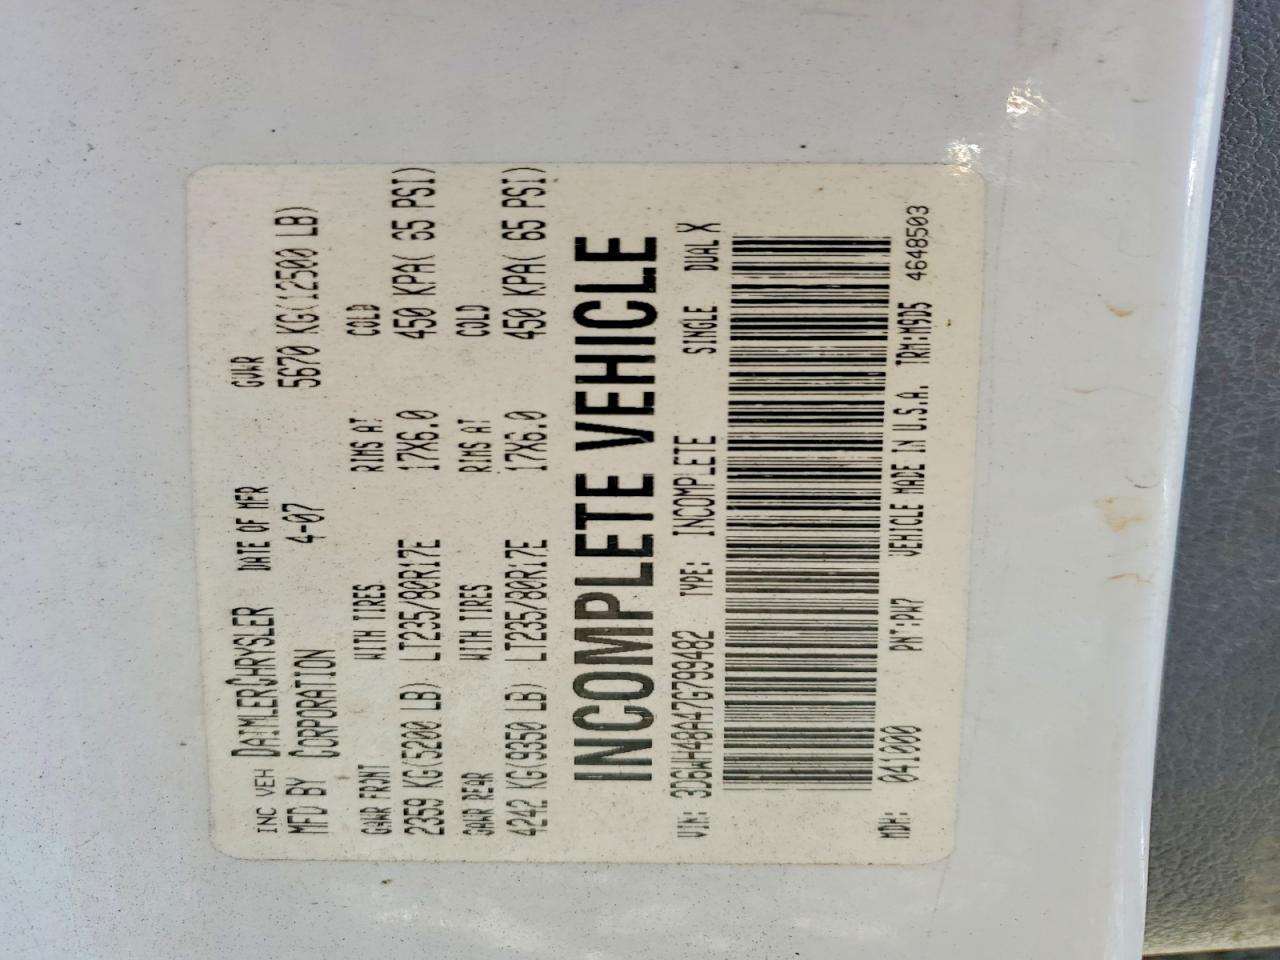 INC VEH DAIMLERCHRYSLER DATE OF MFR GVWR
MFD BY CORPORATION 4-07 5670 KG(12500 LB)
GAWR FRONT WITH TIRES RIMS AT COLD
2359 KG(5200 LB) LT235/80R17E 17X6.0 450 KPA( 65 PSI)
GAWR REAR WITH TIRES RIMS AT COLD
4242 KG(9350 LB) LT235/80R17E 17X6.0 450 KPA( 65 PSI)
INCOMPLETE VEHICLE
VIN: 3D6WH48A47G799482 TYPE: INCOMPLETE SINGLE DUAL X
MDH: 041000 PNT:PW7 VEHICLE MADE IN U.S.A. TRM:M9D5 4648503